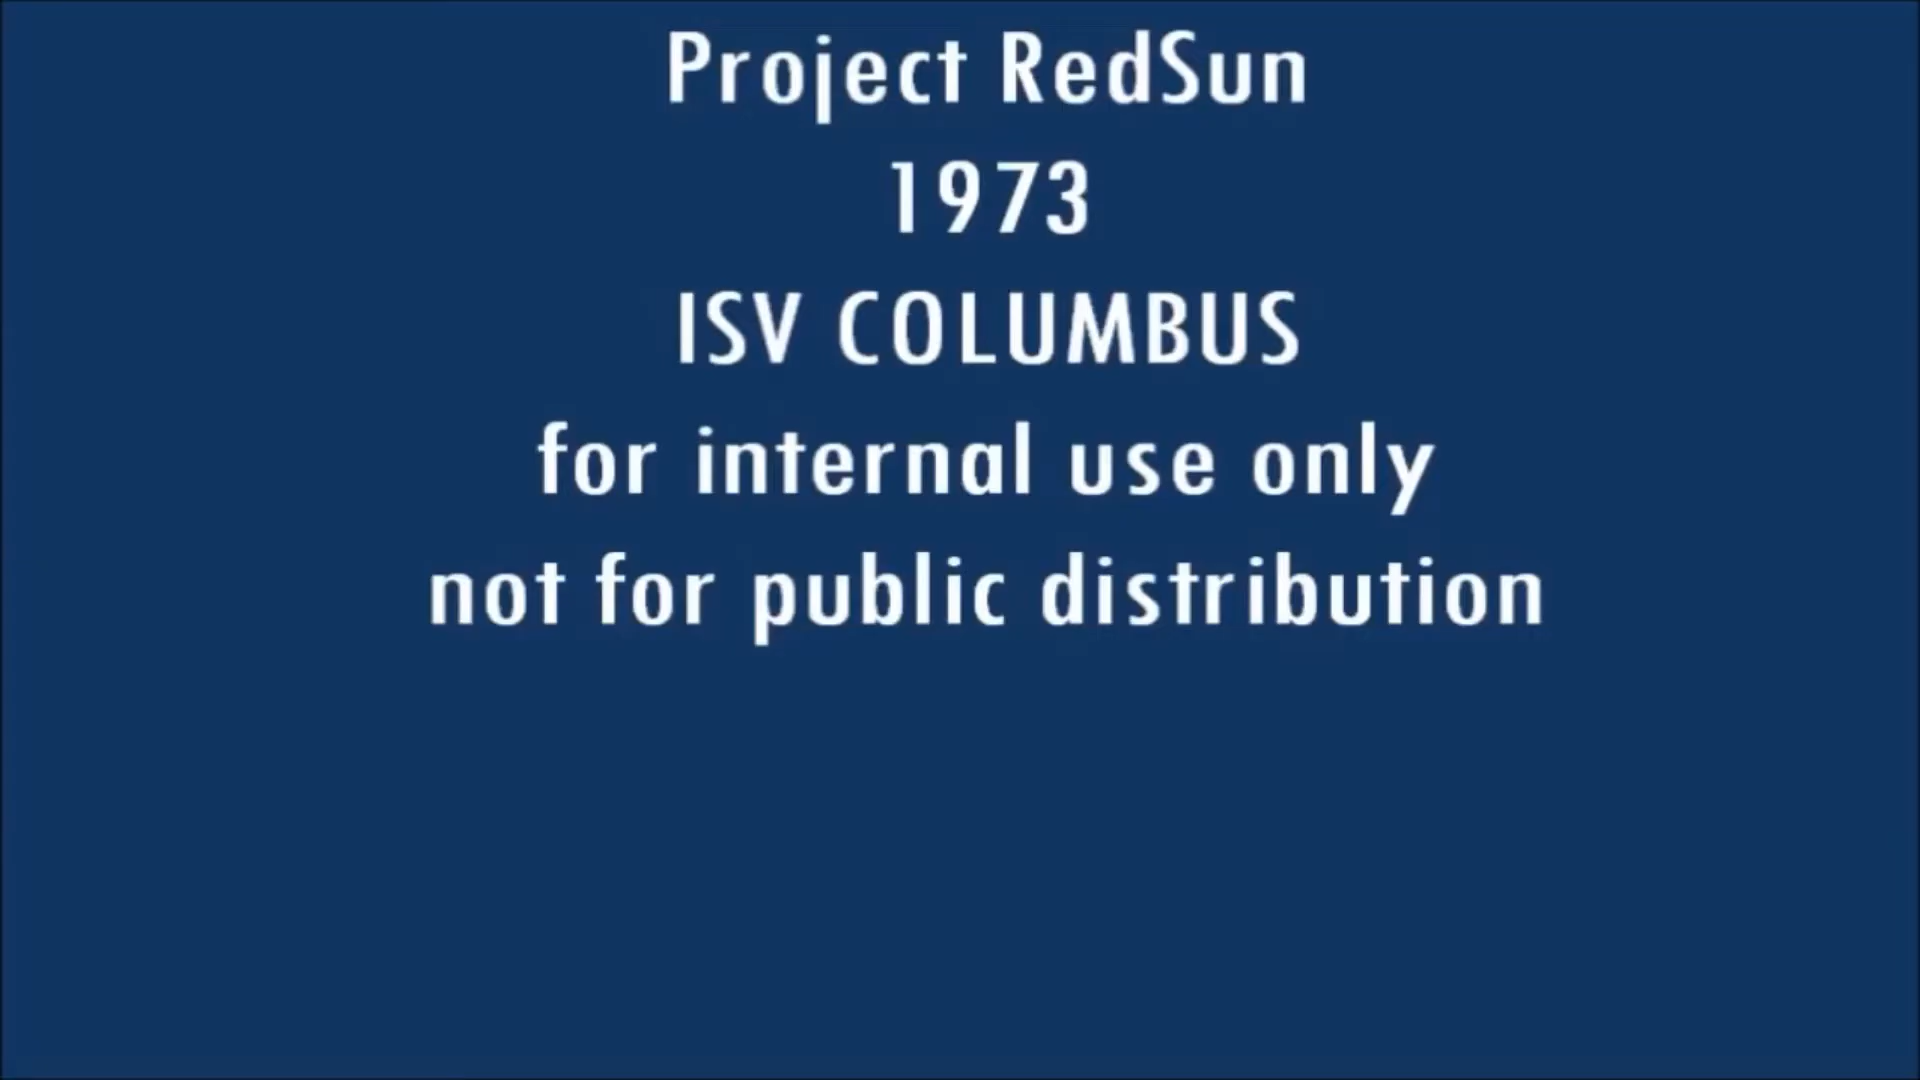 Project RedSun
1973
ISV COLUMBUS
for internal use only
not for public distribution